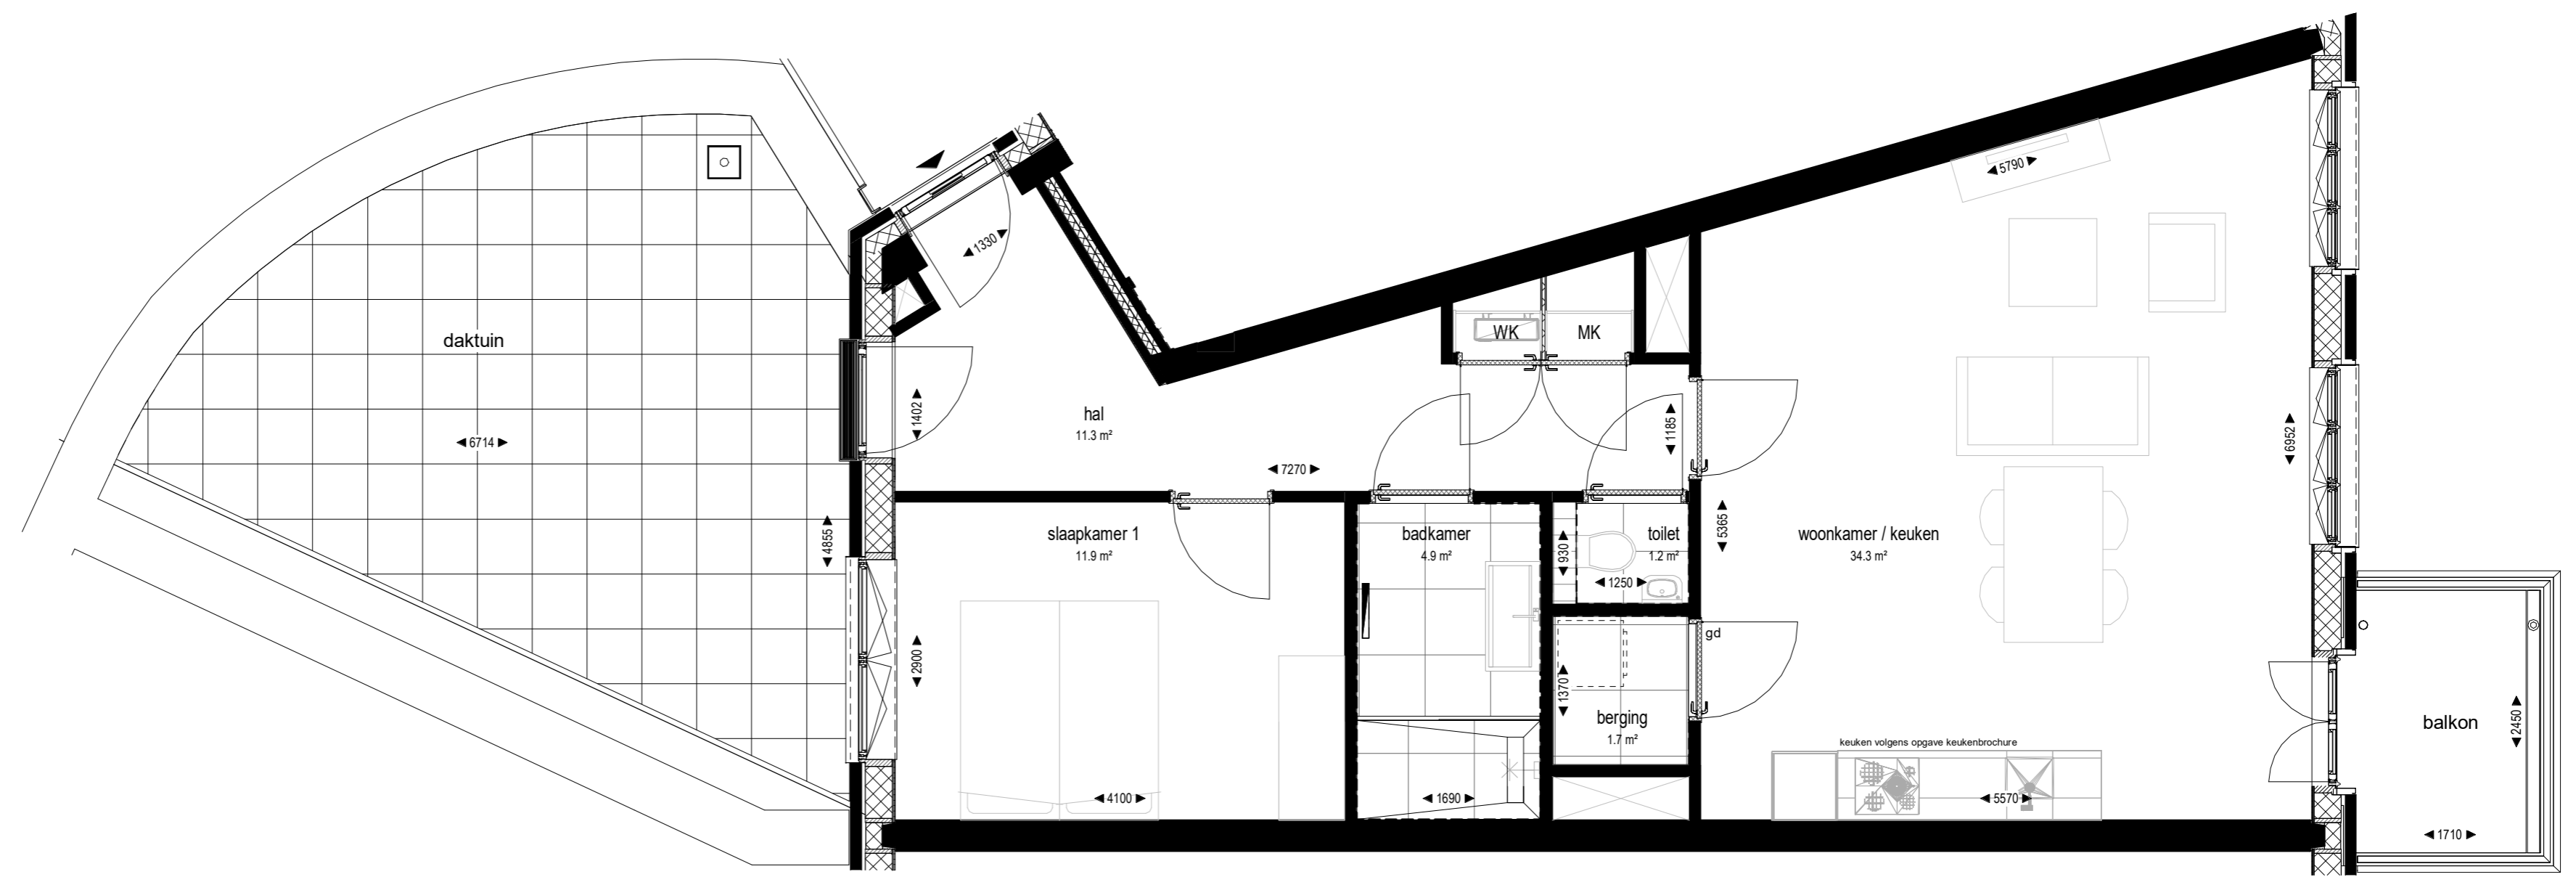 5790
1330
daktuin
WK
MK
hal
11.3 m²
1402
1185
6952
6714
7270
4855
slaapkamer 1
11.9 m²
badkamer
4.9 m²
930
toilet
1.2 m²
1250
5365
woonkamer / keuken
34.3 m²
gd
2900
1370
berging
1.7 m²
balkon
2450
keuken volgens opgave keukenbrochure
4100
1690
5570
1710